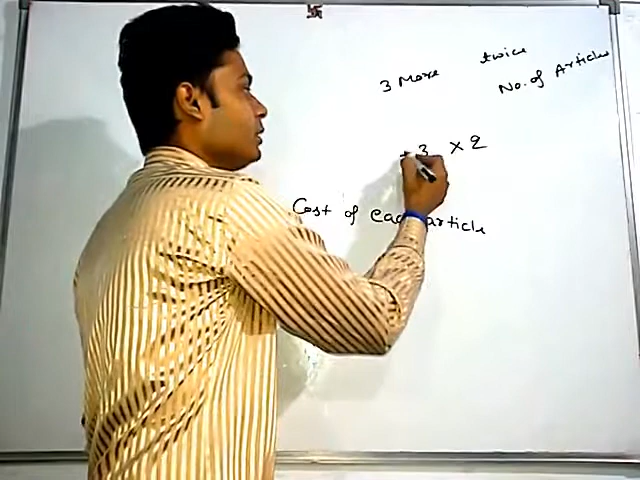 3 More twice
No. of Articles
+3 × 2
Cost of each article